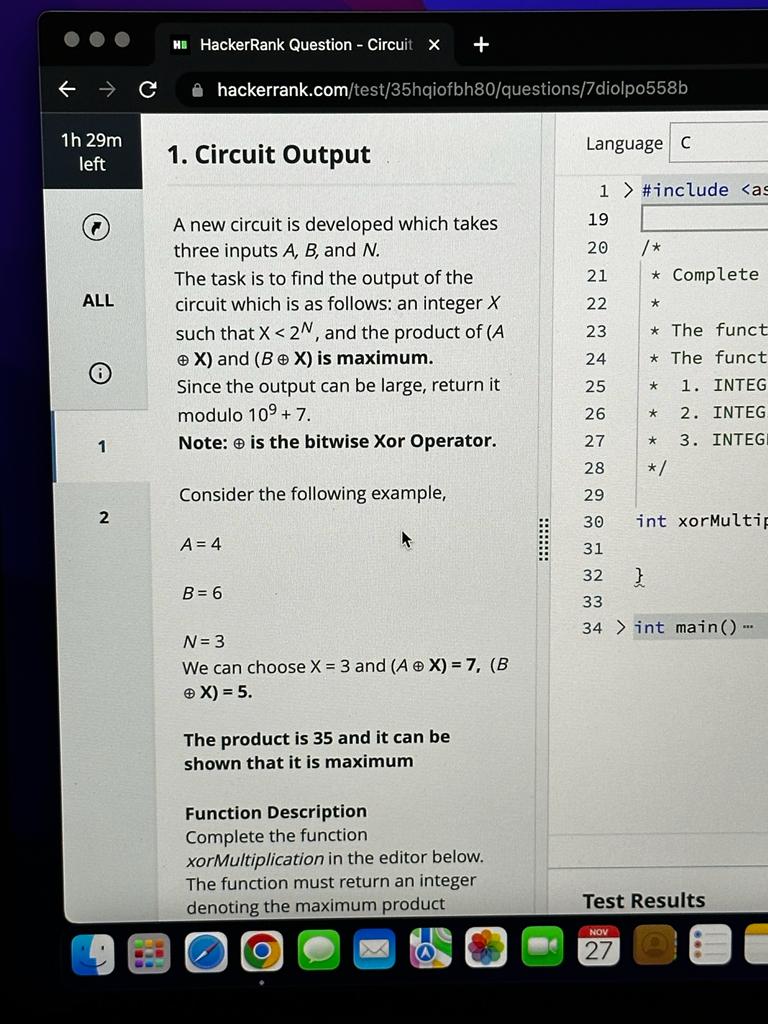 HackerRank Question - Circuit
hackerrank.com/test/35hqiofbh80/questions/7diolpo558b
1h 29m
left
ALL
1
2
1. Circuit Output
A new circuit is developed which takes
three inputs A, B, and N.
The task is to find the output of the
circuit which is as follows: an integer X
such that X < 2^N, and the product of (A
⊕ X) and (B ⊕ X) is maximum.
Since the output can be large, return it
modulo 10^9 + 7.
Note: ⊕ is the bitwise Xor Operator.
Consider the following example,
A = 4
B = 6
N = 3
We can choose X = 3 and (A ⊕ X) = 7, (B
⊕ X) = 5.
The product is 35 and it can be
shown that it is maximum
Function Description
Complete the function
xorMultiplication in the editor below.
The function must return an integer
denoting the maximum product
Language C
1 > #include <as
19
20 /*
21 * Complete
22 *
23 * The funct
24 * The funct
25 * 1. INTEG
26 * 2. INTEG
27 * 3. INTEG
28 */
29
30 int xorMultip
31
32 }
33
34 > int main() ⋯
Test Results
NOV
27